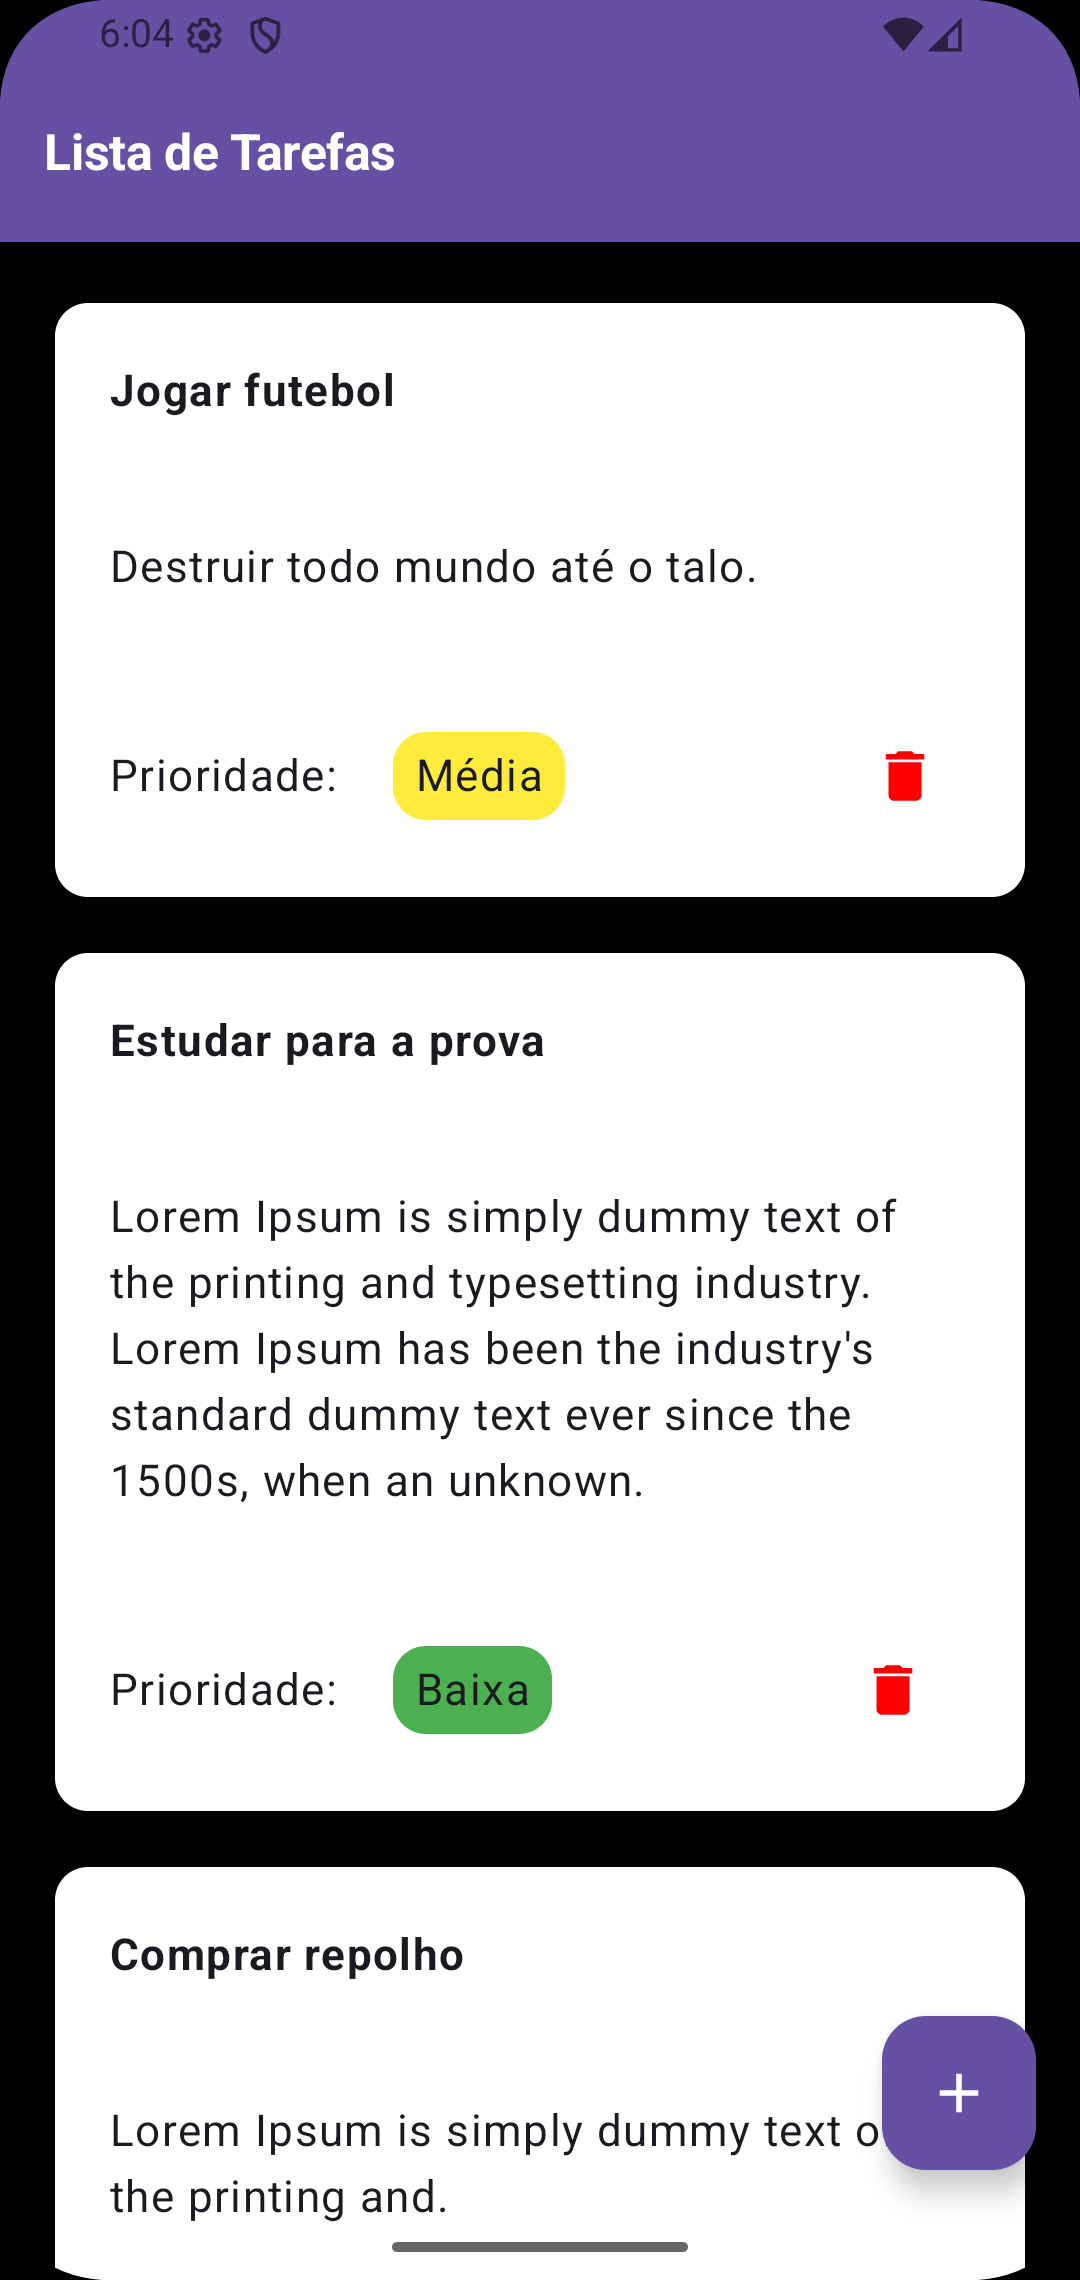 6:04
Lista de Tarefas
Jogar futebol
Destruir todo mundo até o talo.
Prioridade: Média
Estudar para a prova
Lorem Ipsum is simply dummy text of
the printing and typesetting industry.
Lorem Ipsum has been the industry's
standard dummy text ever since the
1500s, when an unknown.
Prioridade: Baixa
Comprar repolho
Lorem Ipsum is simply dummy text
the printing and.